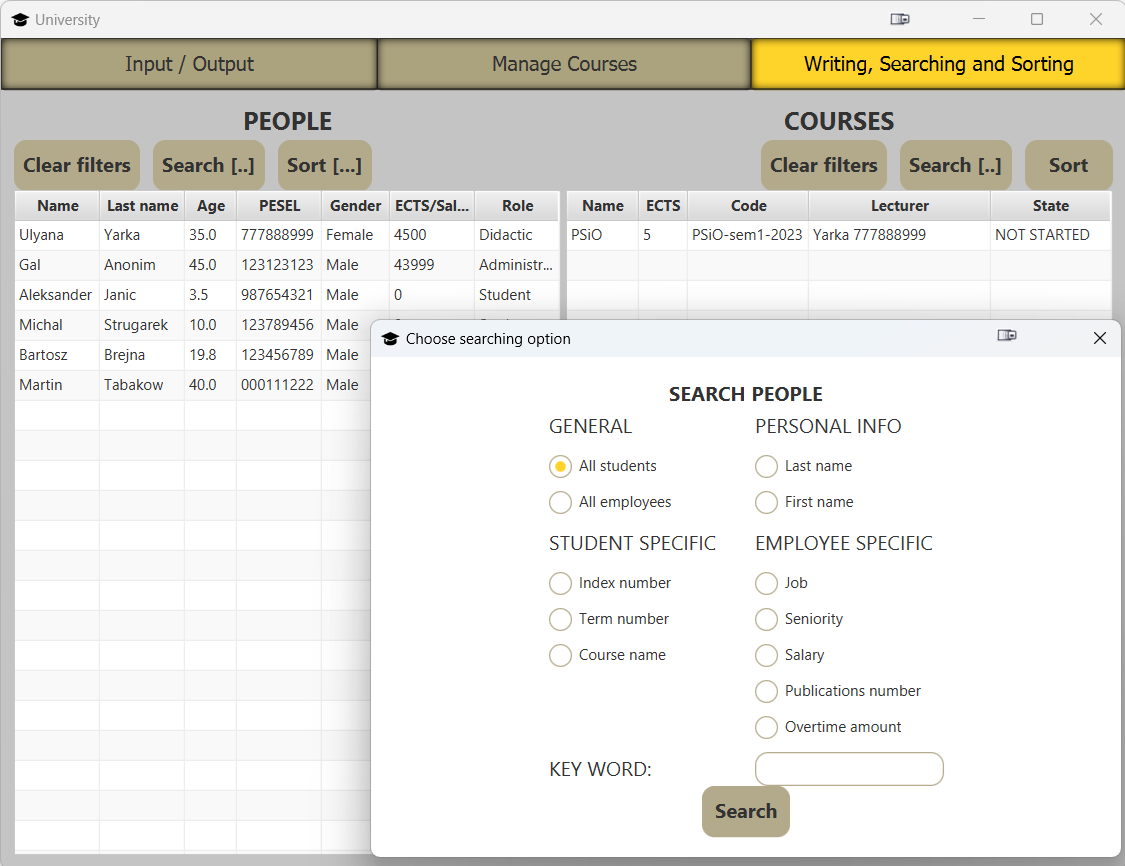 University
Input / Output Manage Courses Writing, Searching and Sorting
PEOPLE COURSES
Clear filters Search [..] Sort [...] Clear filters Search [..] Sort
Name Last name Age PESEL Gender ECTS/Sal... Role Name ECTS Code Lecturer State
Ulyana Yarka 35.0 777888999 Female 4500 Didactic PSiO 5 PSiO-sem1-2023 Yarka 777888999 NOT STARTED
Gal Anonim 45.0 123123123 Male 43999 Administr...
Aleksander Janic 3.5 987654321 Male 0 Student
Michal Strugarek 10.0 123789456 Male
Bartosz Brejna 19.8 123456789 Male
Martin Tabakow 40.0 000111222 Male
Choose searching option
SEARCH PEOPLE
GENERAL PERSONAL INFO
All students Last name
All employees First name
STUDENT SPECIFIC EMPLOYEE SPECIFIC
Index number Job
Term number Seniority
Course name Salary
Publications number
Overtime amount
KEY WORD:
Search